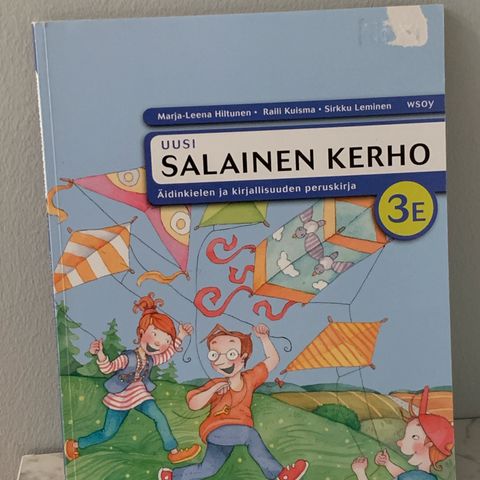 Marja-Leena Hiltunen • Raili Kuisma • Sirkku Leminen wsoy
UUSI
SALAINEN KERHO
Äidinkielen ja kirjallisuuden peruskirja
3E